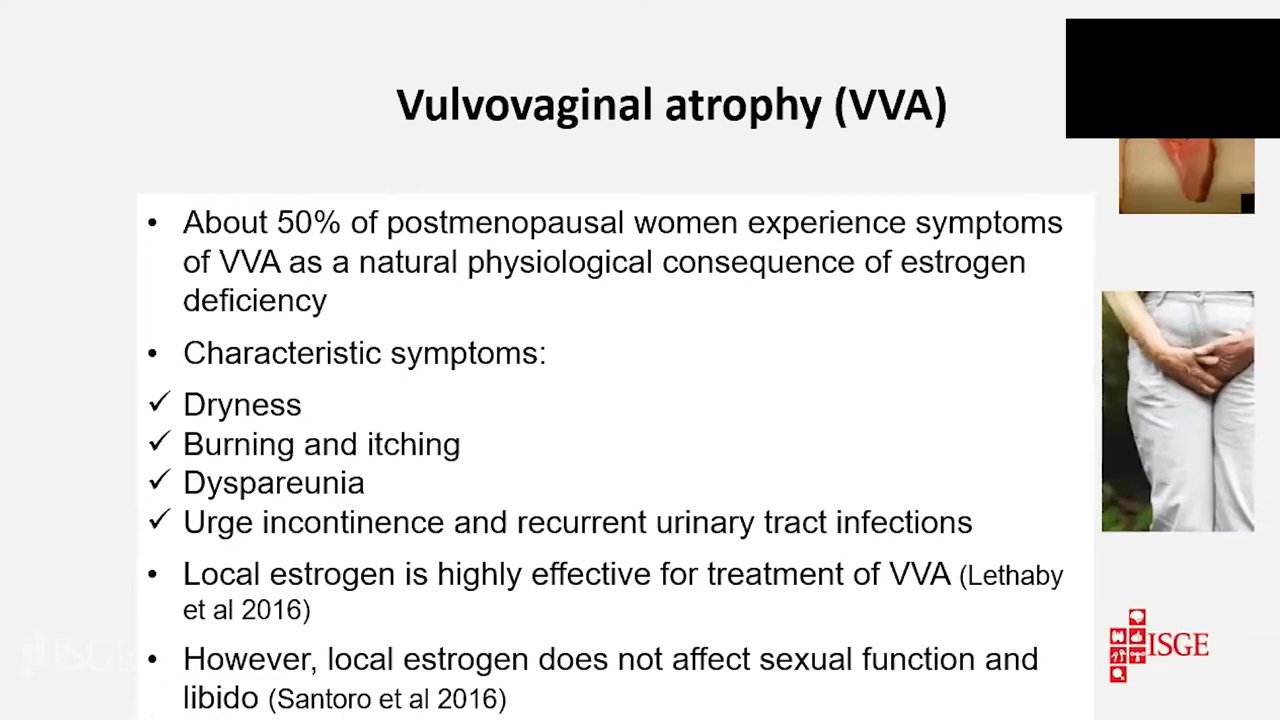 Vulvovaginal atrophy (VVA)
• About 50% of postmenopausal women experience symptoms
of VVA as a natural physiological consequence of estrogen
deficiency
• Characteristic symptoms:
✓ Dryness
✓ Burning and itching
✓ Dyspareunia
✓ Urge incontinence and recurrent urinary tract infections
• Local estrogen is highly effective for treatment of VVA (Lethaby
et al 2016)
• However, local estrogen does not affect sexual function and
libido (Santoro et al 2016)
ISGE
ISGE